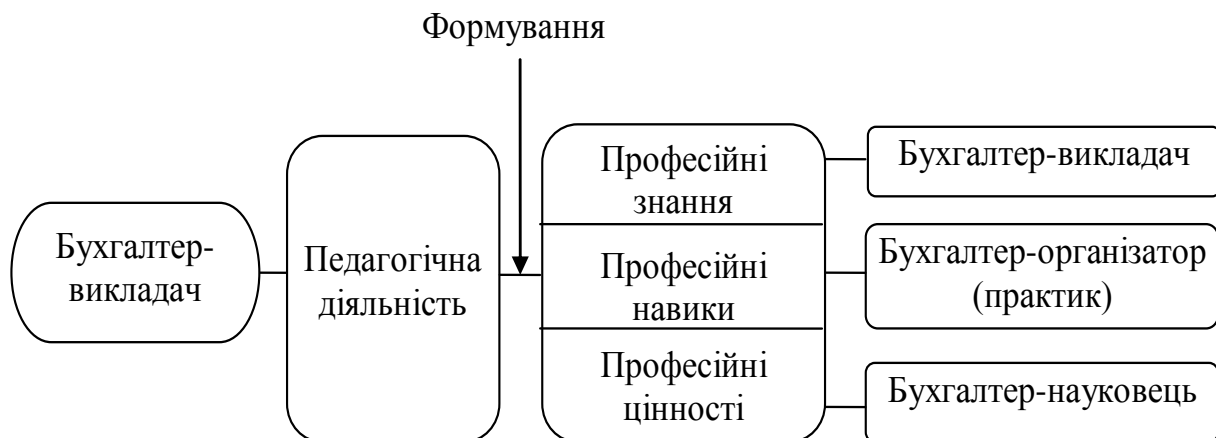 Формування
Бухгалтер-
викладач
Педагогічна
діяльність
Професійні
знання
Професійні
навики
Професійні
цінності
Бухгалтер-викладач
Бухгалтер-організатор
(практик)
Бухгалтер-науковець